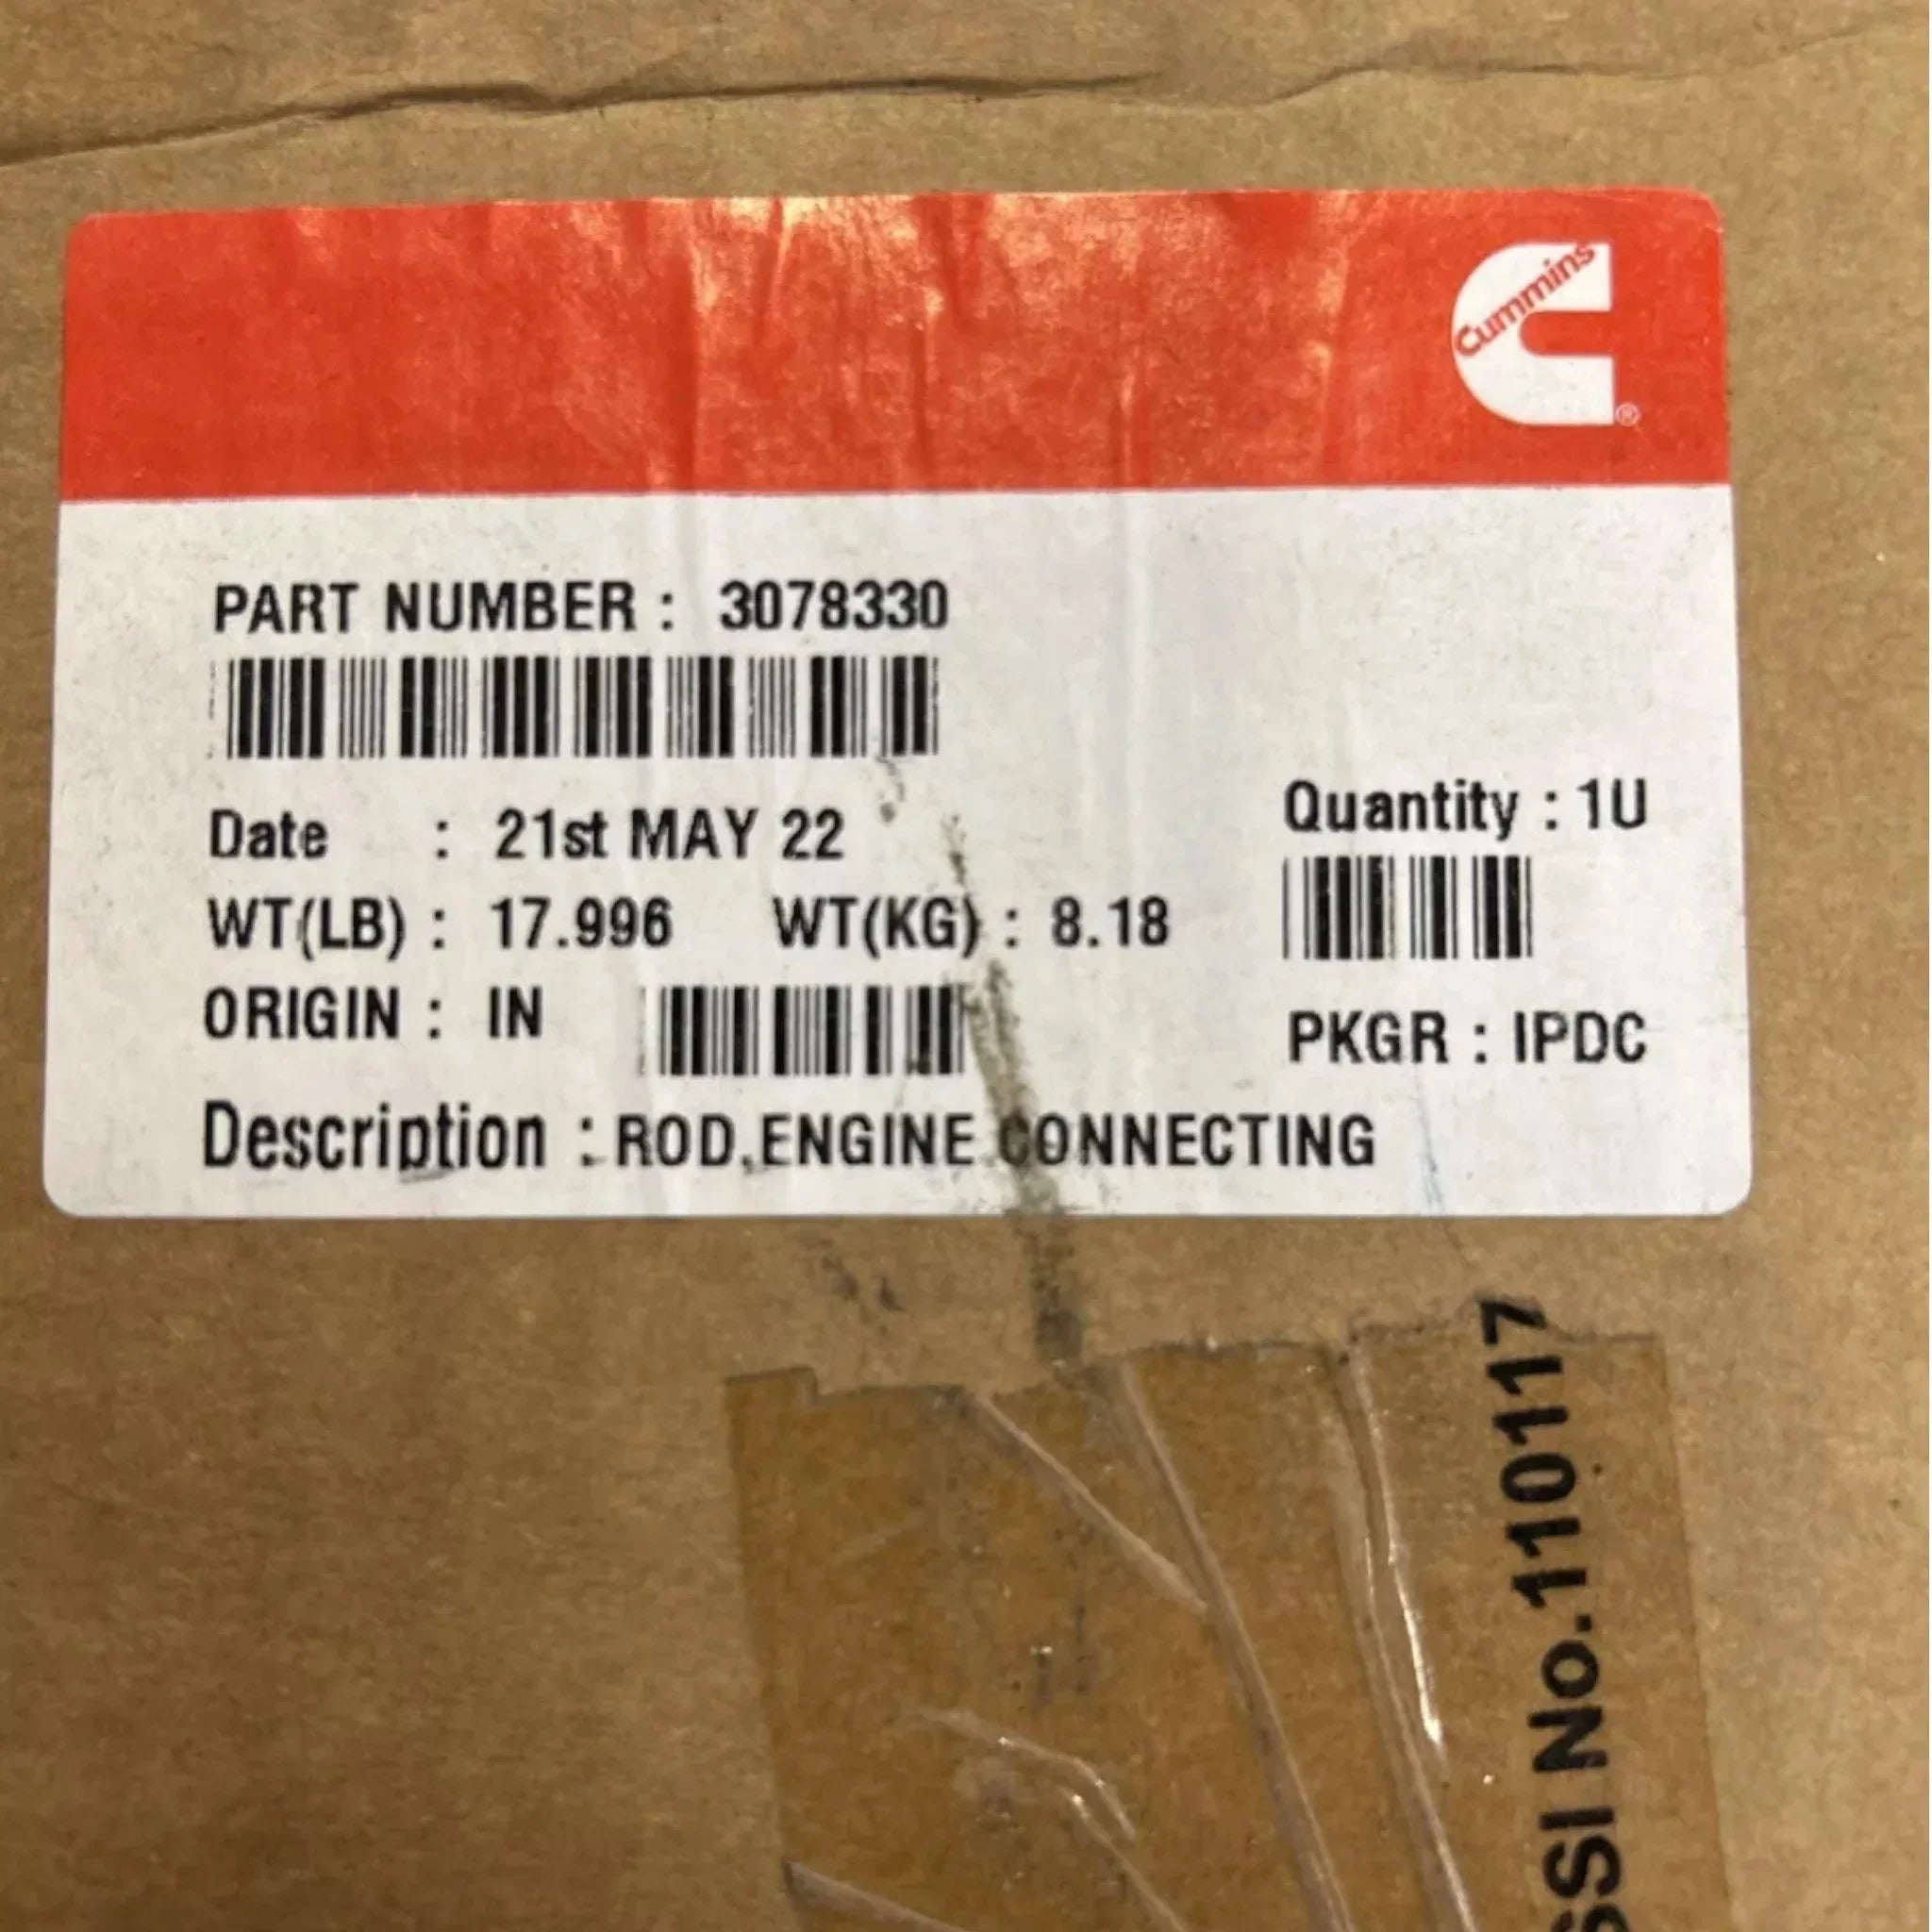 Cummins
®
PART NUMBER : 3078330
Date : 21st MAY 22
Quantity : 1U
WT(LB) : 17.996 WT(KG) : 8.18
ORIGIN : IN
PKGR : IPDC
Description : ROD,ENGINE CONNECTING
SSI No.110117